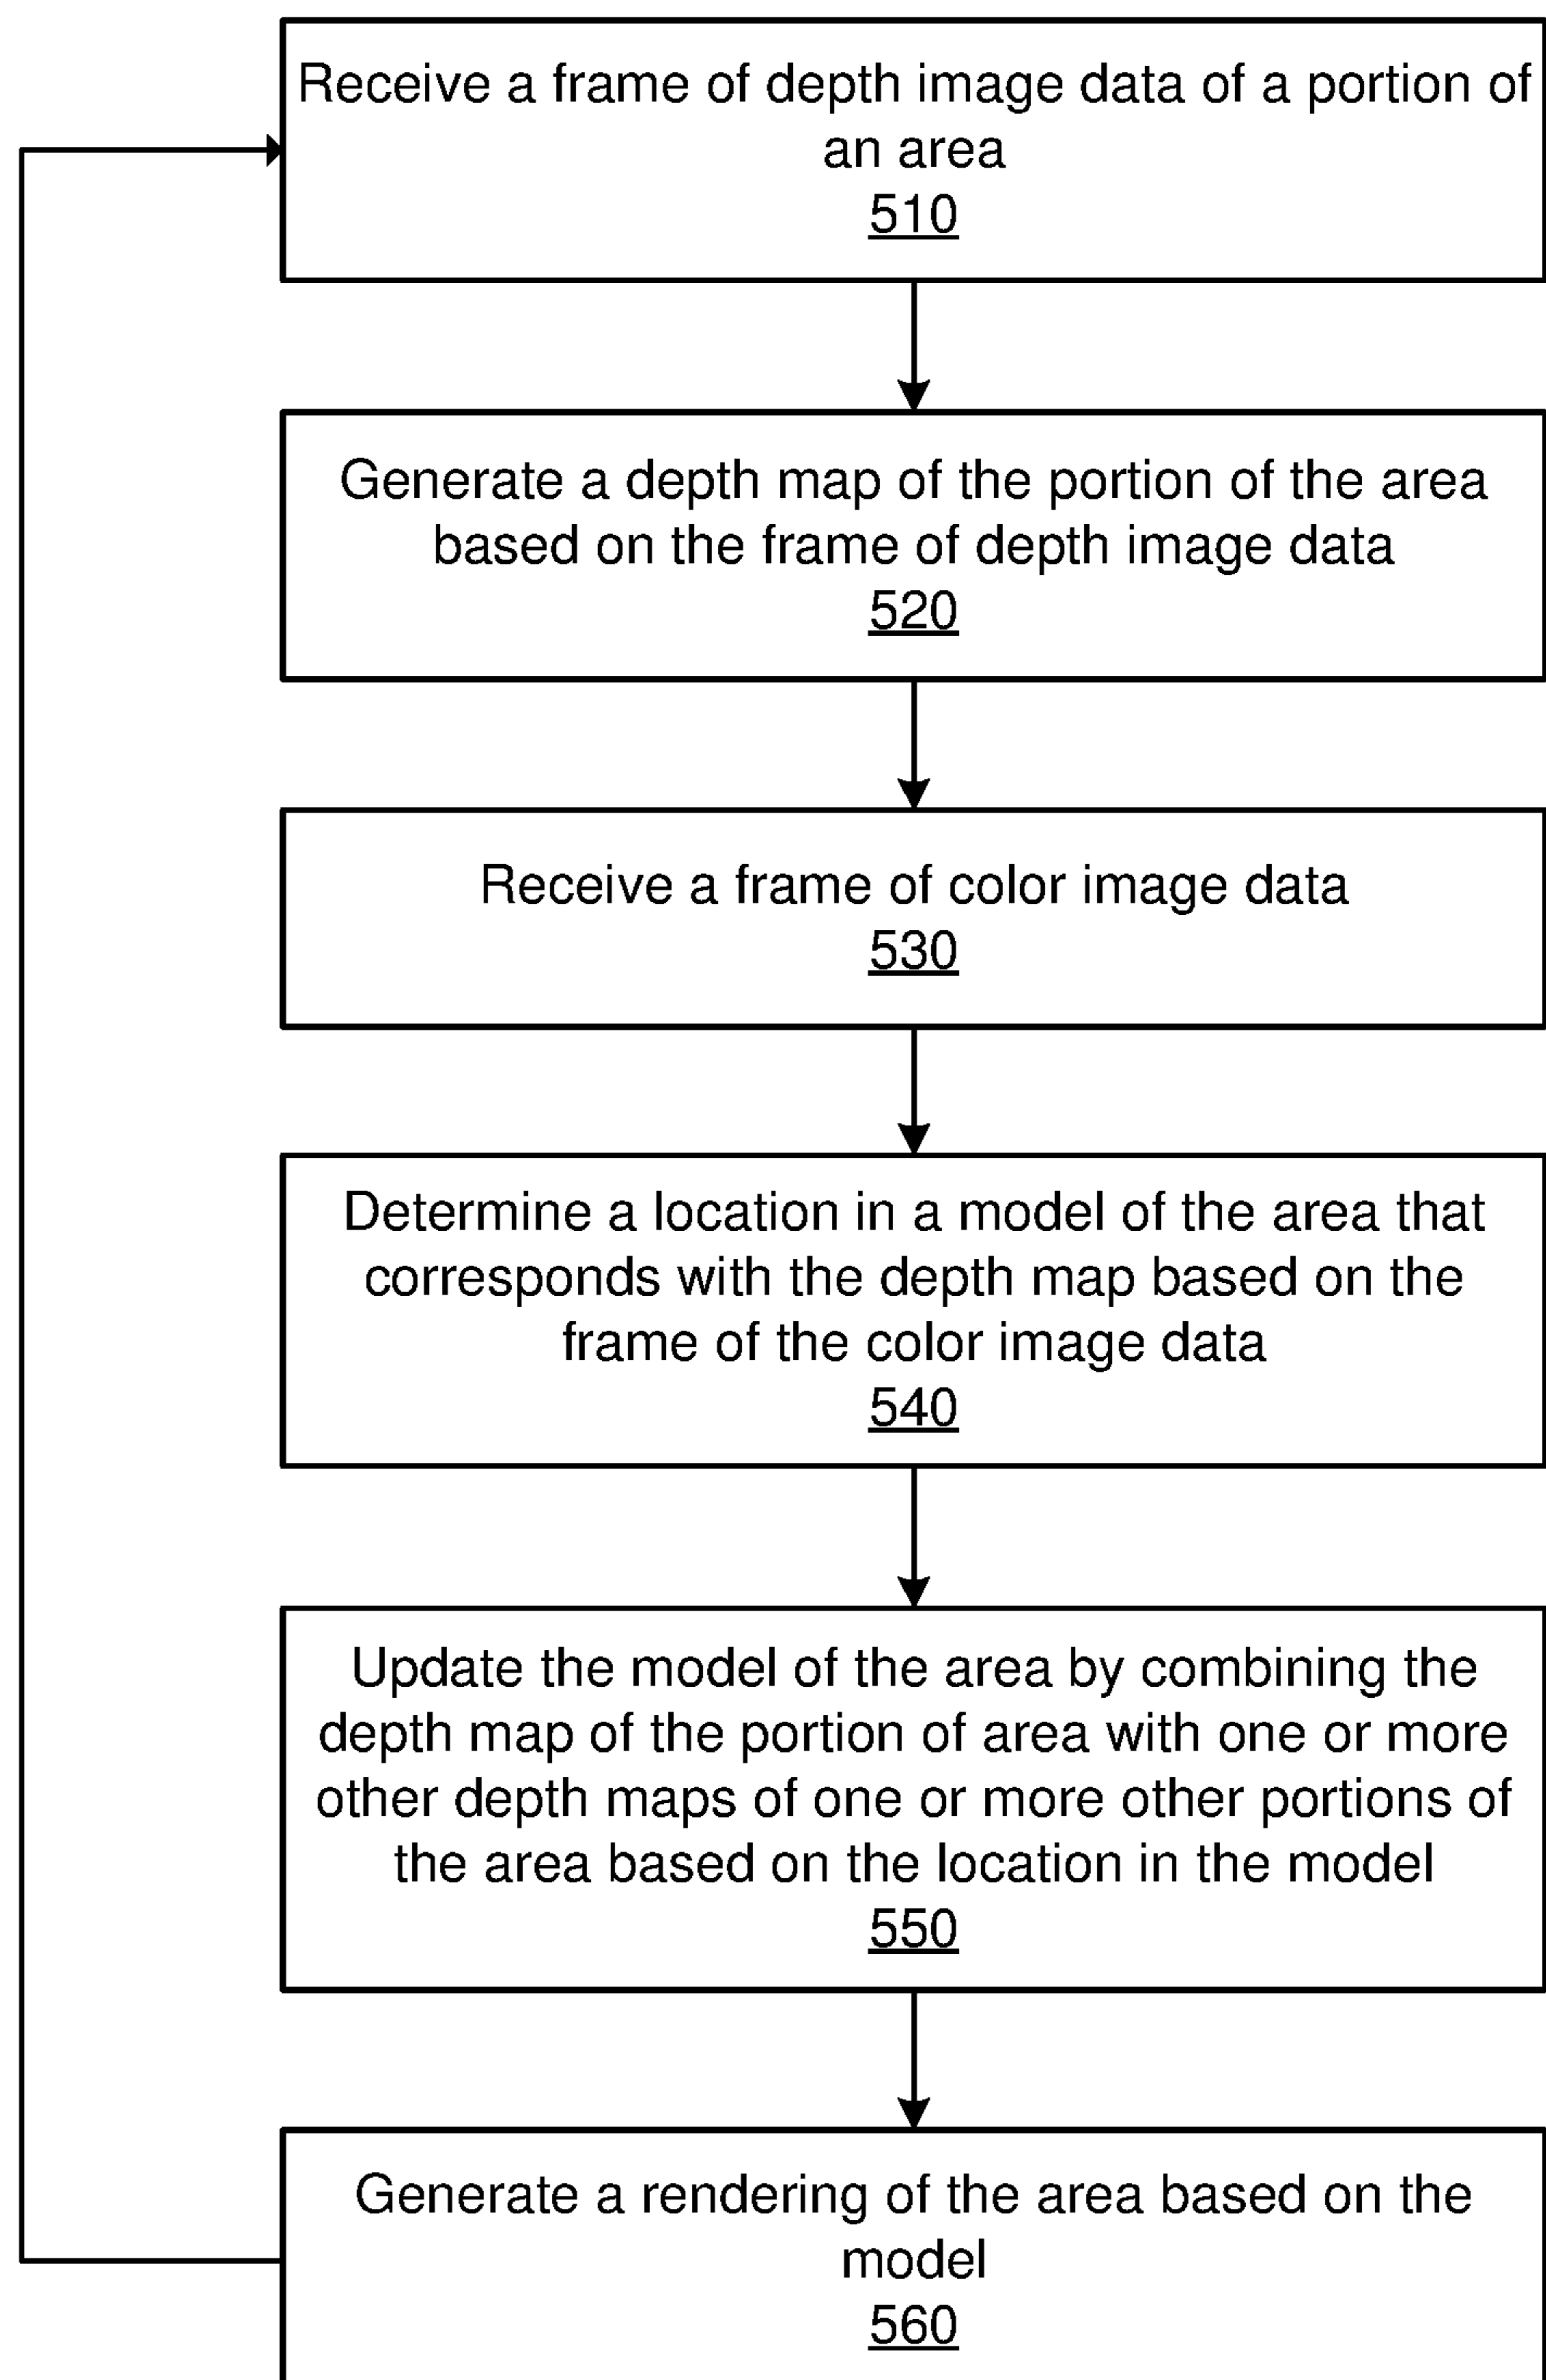 Receive a frame of depth image data of a portion of
an area
510
Generate a depth map of the portion of the area
based on the frame of depth image data
520
Receive a frame of color image data
530
Determine a location in a model of the area that
corresponds with the depth map based on the
frame of the color image data
540
Update the model of the area by combining the
depth map of the portion of area with one or more
other depth maps of one or more other portions of
the area based on the location in the model
550
Generate a rendering of the area based on the
model
560